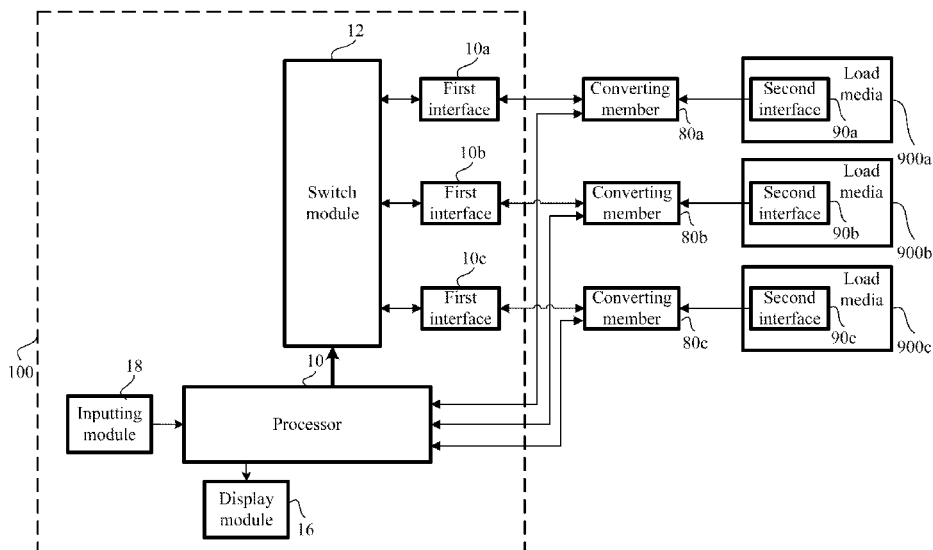 12
10a
First
interface
Converting
member
80a
Load
media
Second
interface
90a
900a
Switch
module
10b
First
interface
Converting
member
80b
Load
media
Second
interface
90b
900b
10c
First
interface
Converting
member
80c
Load
media
Second
interface
90c
900c
100
18
10
Inputting
module
Processor
Display
module
16